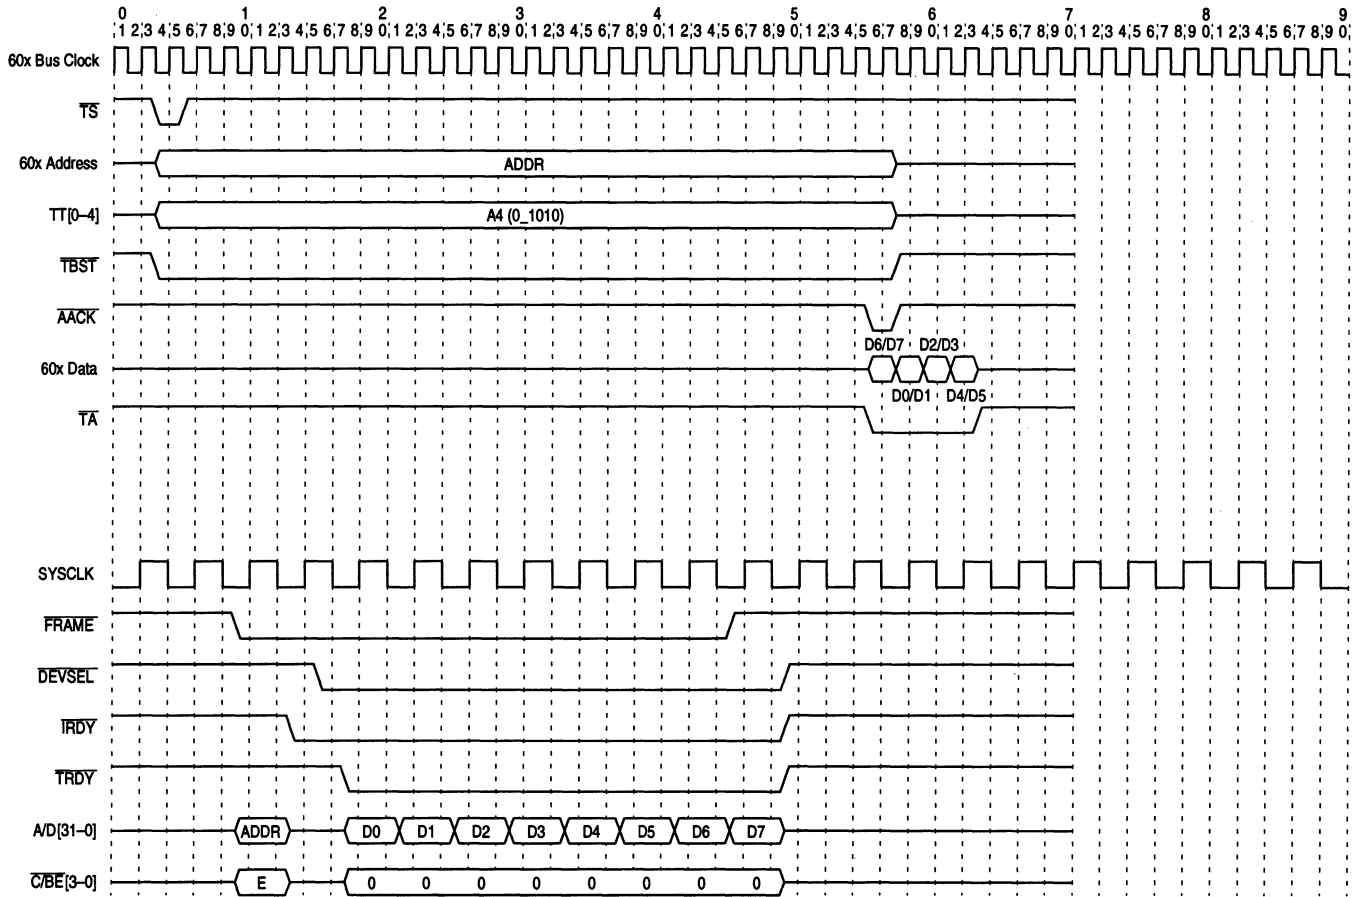 0 1 2 3 4 5 6 7 8 9
1 2,3 4,5 6,7 8,9 0,1 2,3 4,5 6,7 8,9 0,1 2,3 4,5 6,7 8,9 0,1 2,3 4,5 6,7 8,9 0,1 2,3 4,5 6,7 8,9 0,1 2,3 4,5 6,7 8,9 0,1 2,3 4,5 6,7 8,9 0,1 2,3 4,5 6,7 8,9 0,1 2,3 4,5 6,7 8,9 0
60x Bus Clock
TS
60x Address ADDR
TT[0–4] A4 (0_1010)
TBST
AACK
D6/D7 D2/D3
60x Data
D0/D1 D4/D5
TA
SYSCLK
FRAME
DEVSEL
IRDY
TRDY
A/D[31–0] ADDR D0 D1 D2 D3 D4 D5 D6 D7
C/BE[3–0] E 0 0 0 0 0 0 0 0